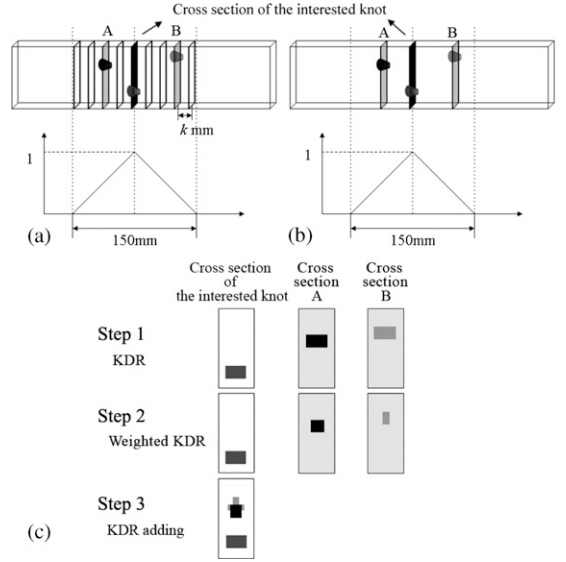 Cross section of the interested knot
A
B
A
B
k mm
1
1
(a)
150mm
(b)
150mm
Cross section
of
the interested knot
Cross
section
A
Cross
section
B
Step 1
KDR
Step 2
Weighted KDR
Step 3
KDR adding
(c)